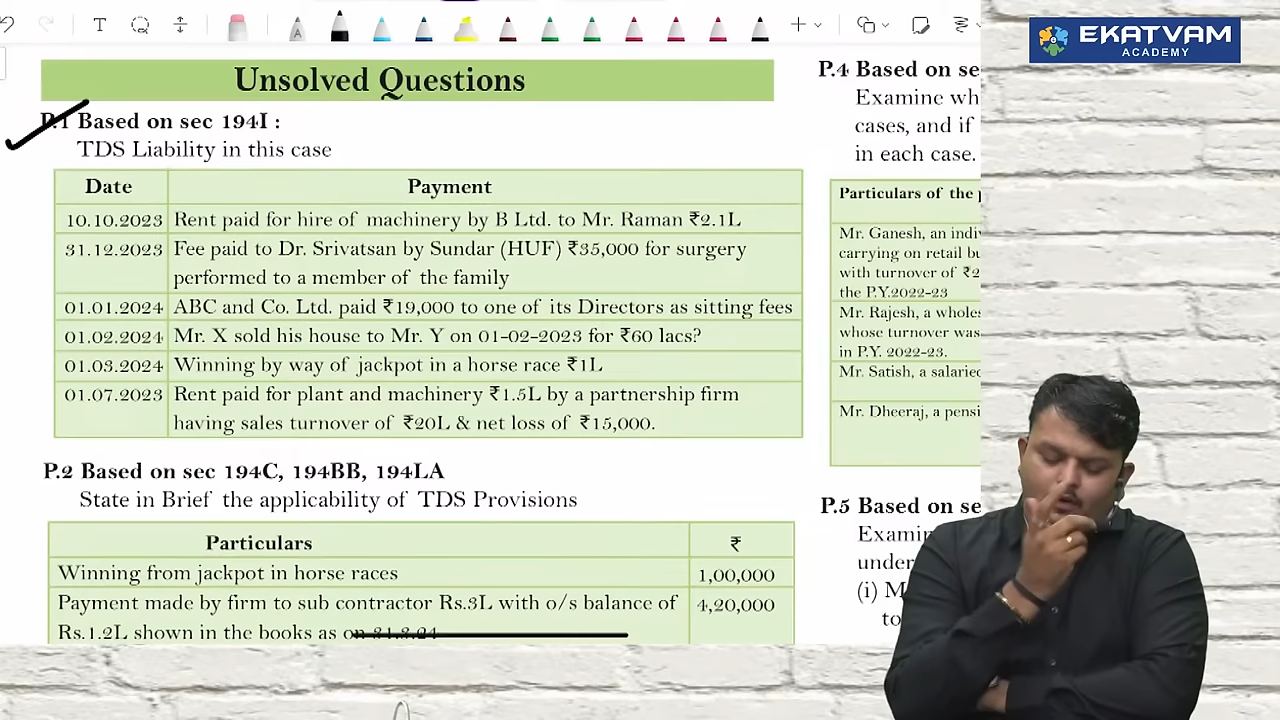 EKATVAM
ACADEMY
Unsolved Questions
P.1 Based on sec 194I :
TDS Liability in this case
Date Payment
10.10.2023 Rent paid for hire of machinery by B Ltd. to Mr. Raman ₹2.1L
31.12.2023 Fee paid to Dr. Srivatsan by Sundar (HUF) ₹35,000 for surgery
performed to a member of the family
01.01.2024 ABC and Co. Ltd. paid ₹19,000 to one of its Directors as sitting fees
01.02.2024 Mr. X sold his house to Mr. Y on 01-02-2023 for ₹60 lacs?
01.03.2024 Winning by way of jackpot in a horse race ₹1L
01.07.2023 Rent paid for plant and machinery ₹1.5L by a partnership firm
having sales turnover of ₹20L & net loss of ₹15,000.
P.2 Based on sec 194C, 194BB, 194LA
State in Brief the applicability of TDS Provisions
Particulars ₹
Winning from jackpot in horse races 1,00,000
Payment made by firm to sub contractor Rs.3L with o/s balance of 4,20,000
Rs.1.2L shown in the books as on 31.3.24
P.4 Based on se
Examine wh
cases, and if
in each case.
Particulars of the
Mr. Ganesh, an indi
carrying on retail bu
with turnover of ₹2
the P.Y.2022-23
Mr. Rajesh, a whole
whose turnover was
in P.Y. 2022-23.
Mr. Satish, a salaried
Mr. Dheeraj, a pensi
P.5 Based on se
Examin
under
(i) M
to